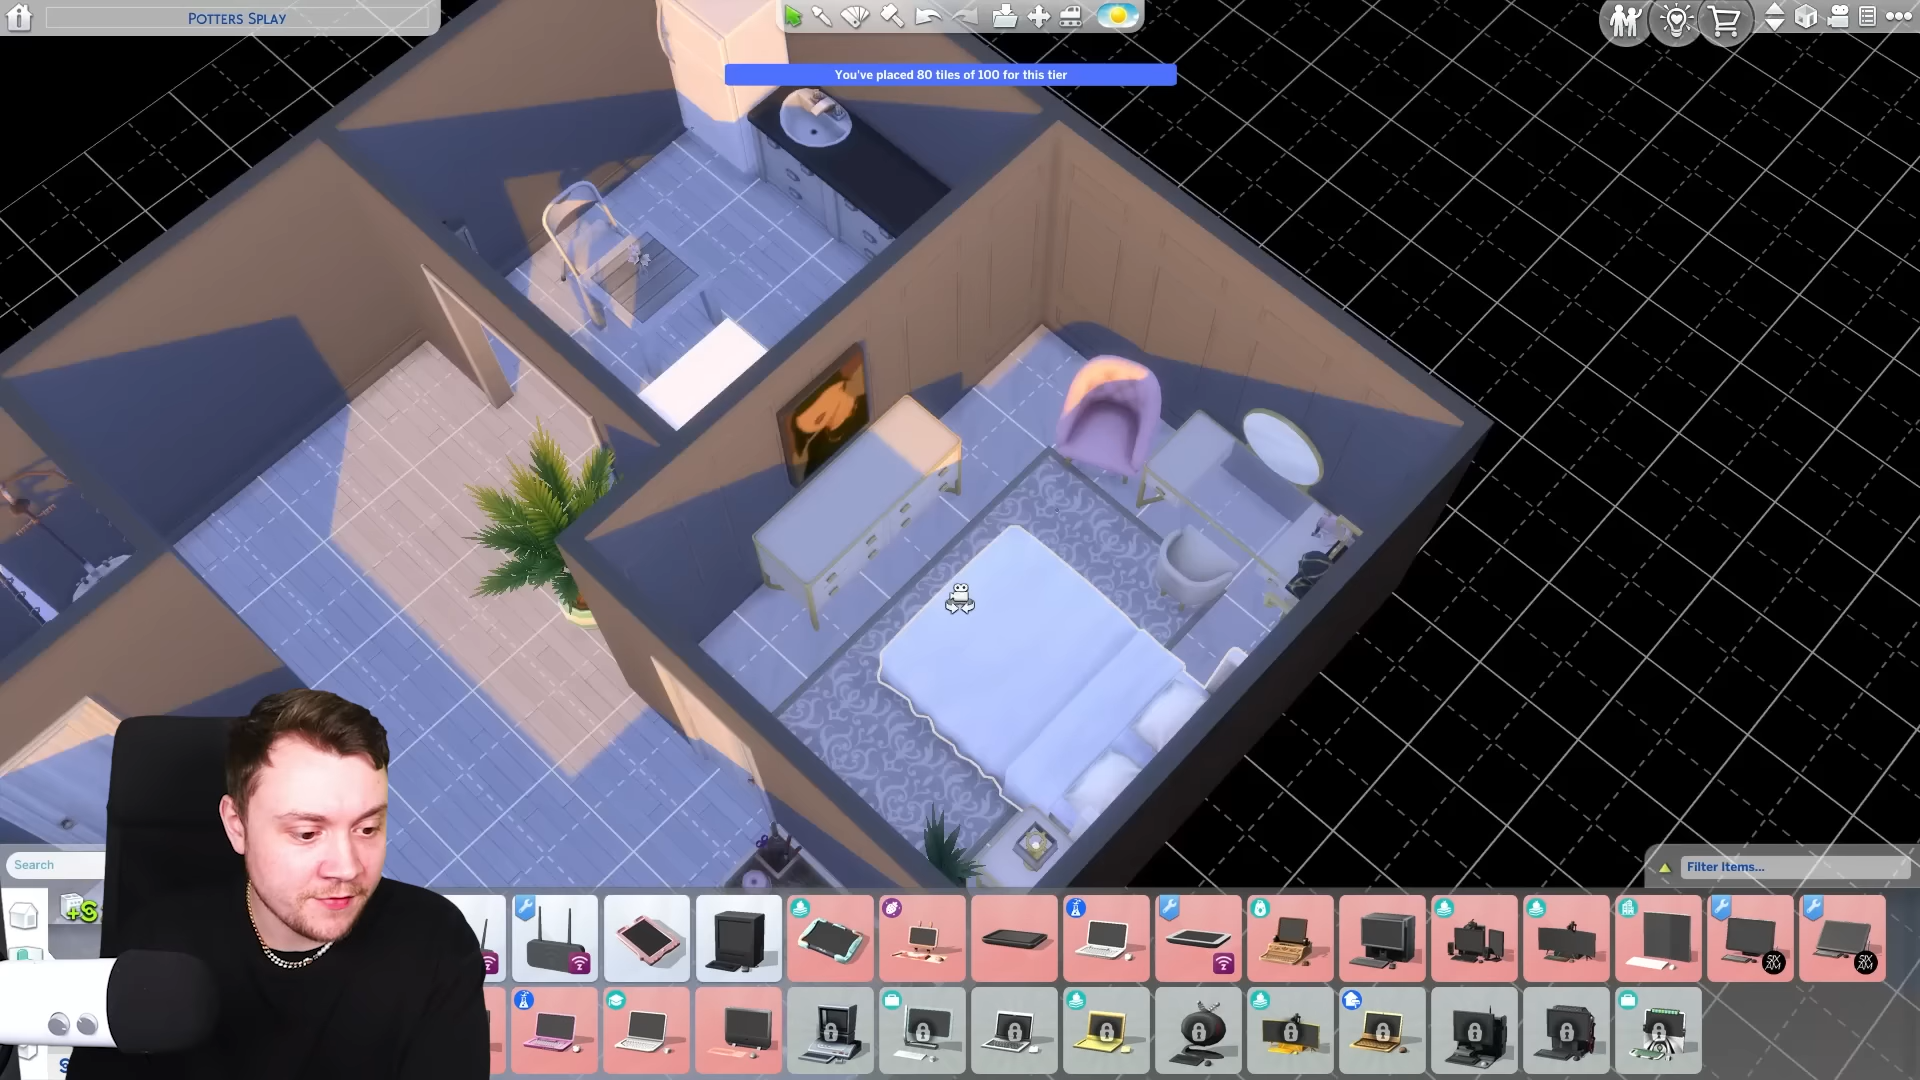 Potters Splay
You've placed 80 tiles of 100 for this tier
Search
Filter Items...